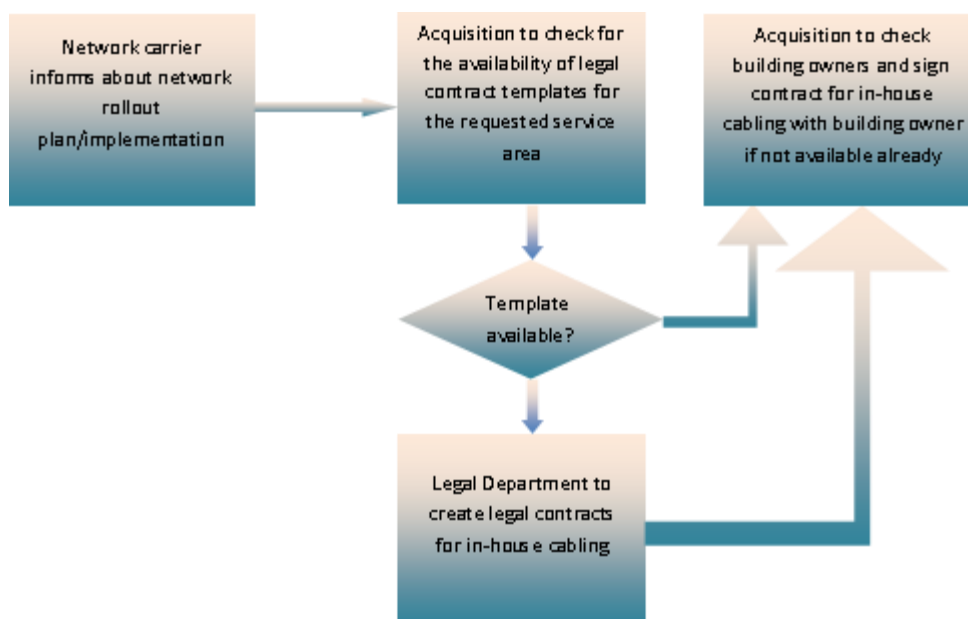 Network carrier
informs about network
rollout
plan/implementation
Acquisition to check for
the availability of legal
contract templates for
the requested service
area
Acquisition to check
building owners and sign
contract for in-house
cabling with building owner
if not available already
Template
available?
Legal Department to
create legal contracts
for in-house cabling